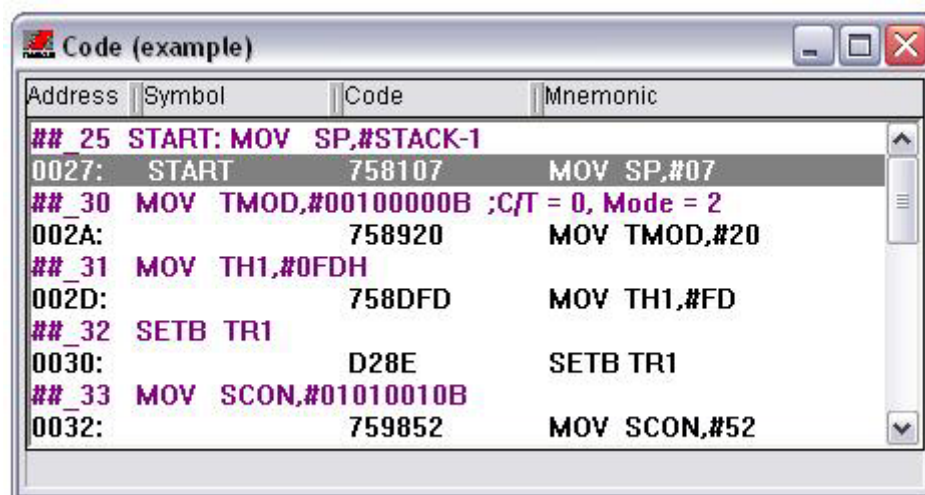 Code (example)
Address Symbol Code Mnemonic
##_25 START: MOV SP,#STACK-1
0027: START 758107 MOV SP,#07
##_30 MOV TMOD,#00100000B ;C/T = 0, Mode = 2
002A: 758920 MOV TMOD,#20
##_31 MOV TH1,#0FDH
002D: 758DFD MOV TH1,#FD
##_32 SETB TR1
0030: D28E SETB TR1
##_33 MOV SCON,#01010010B
0032: 759852 MOV SCON,#52